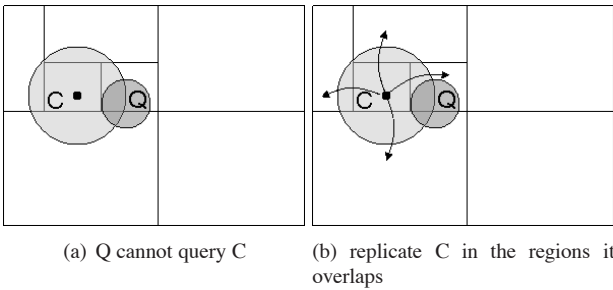 C
Q
C
Q
(a) Q cannot query C
(b) replicate C in the regions it
overlaps